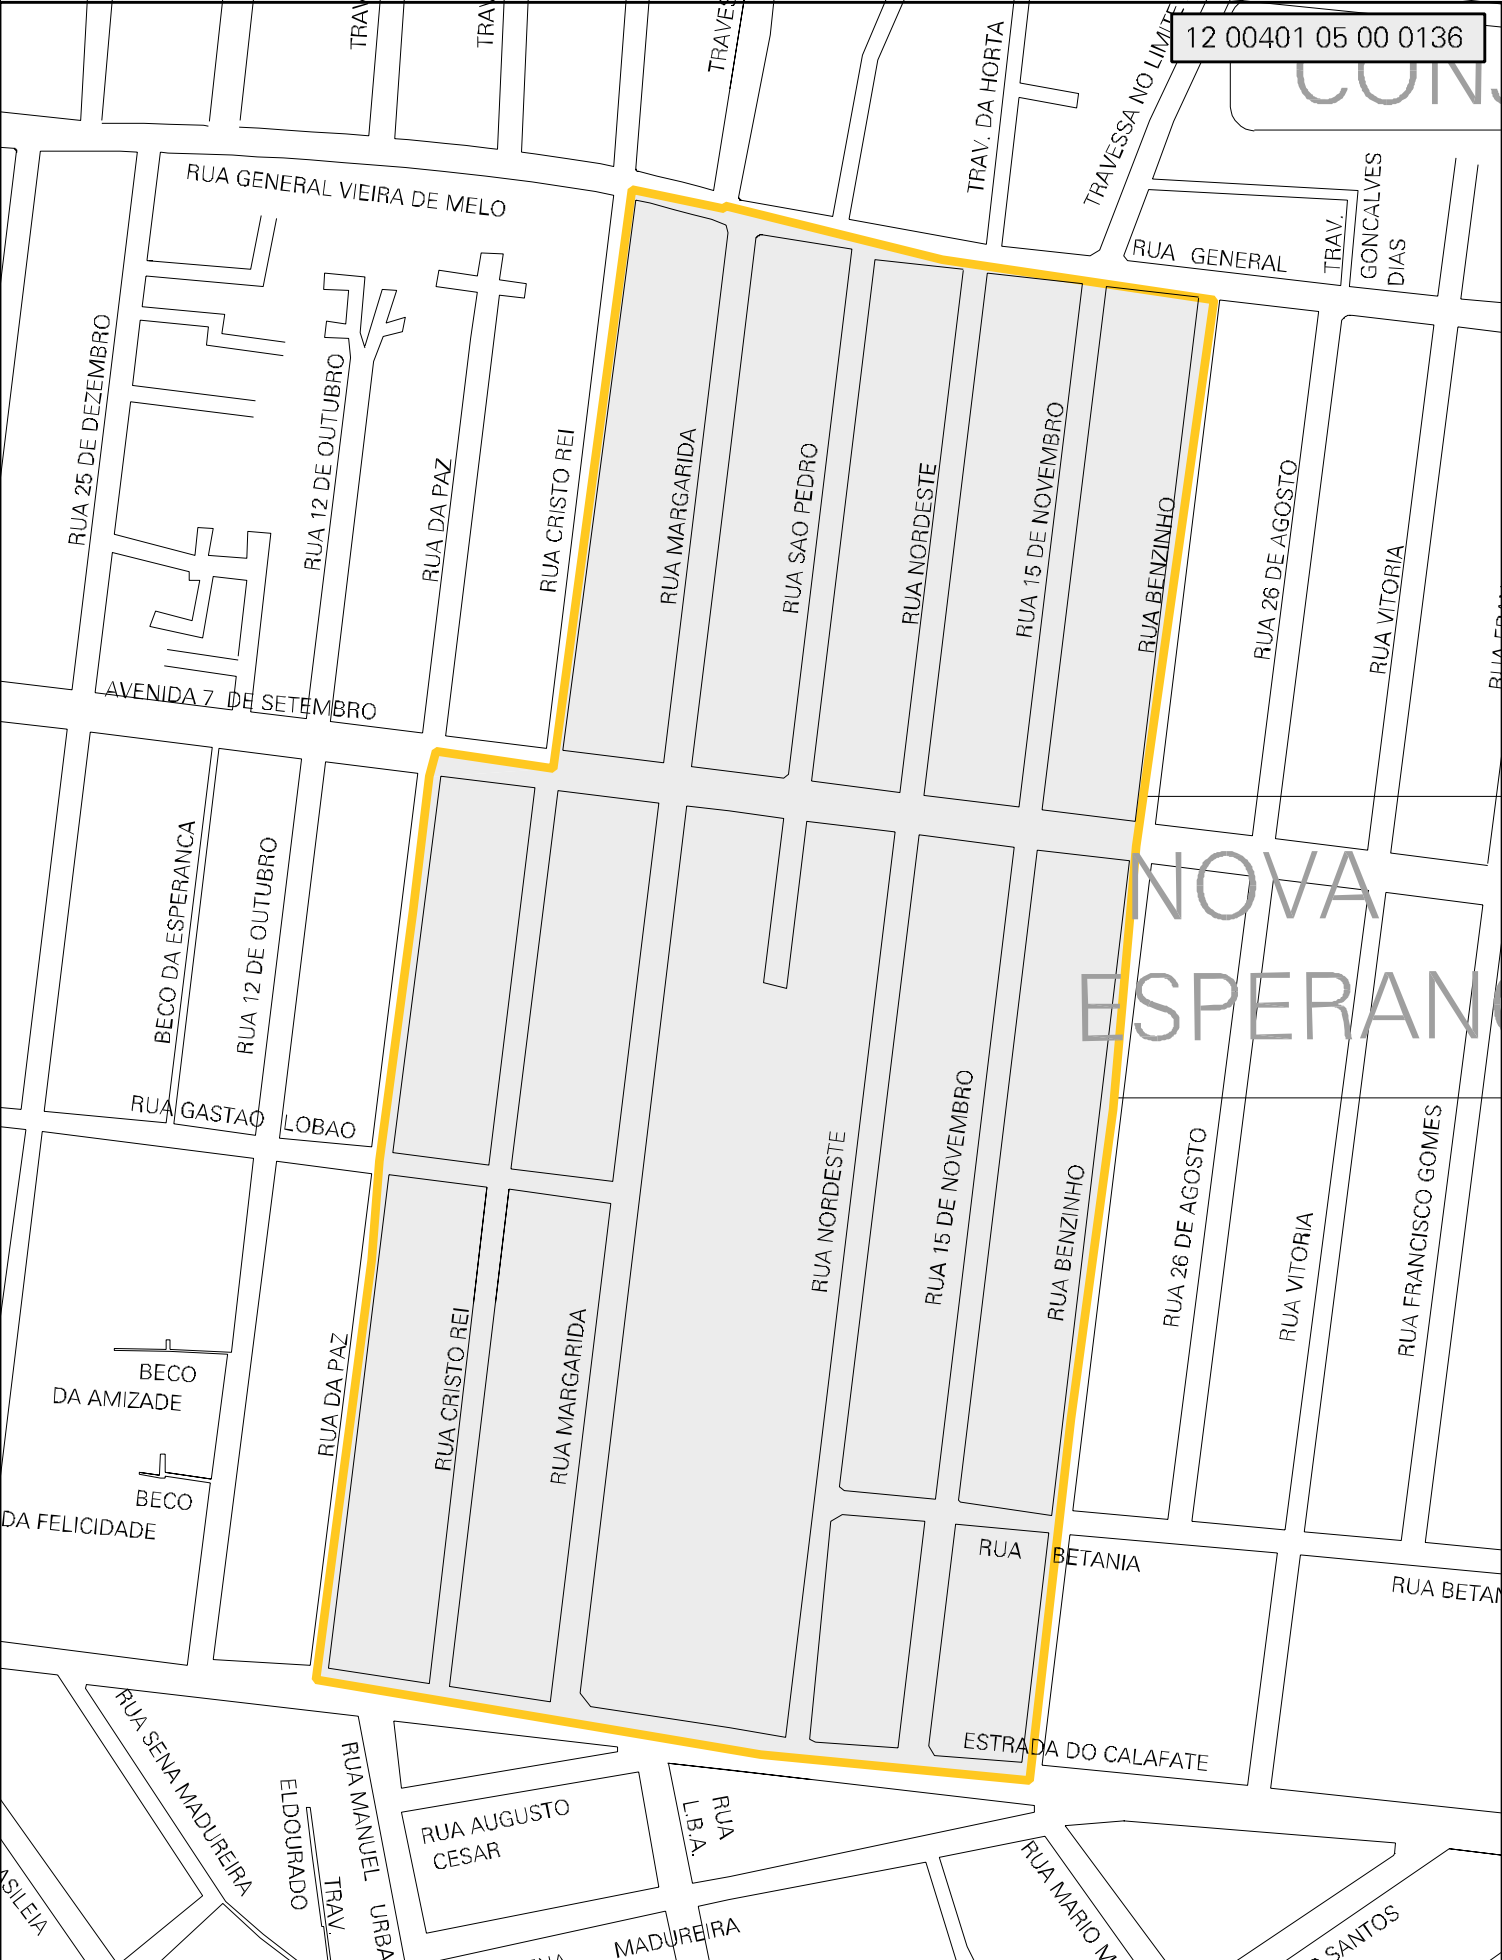 12 00401 05 00 0136
TRAV. DA HORTA
RUA GENERAL VIEIRA DE MELO
RUA GENERAL
TRAV.
GONCALVES
DIAS
RUA 25 DE DEZEMBRO
RUA 12 DE OUTUBRO
RUA DA PAZ
RUA CRISTO REI
RUA MARGARIDA
RUA SAO PEDRO
RUA NORDESTE
RUA 15 DE NOVEMBRO
RUA BENZINHO
RUA 26 DE AGOSTO
RUA VITORIA
AVENIDA 7 DE SETEMBRO
NOVA
BECO DA ESPERANCA
RUA 12 DE OUTUBRO
RUA GASTAO LOBAO
RUA NORDESTE
RUA 15 DE NOVEMBRO
RUA BENZINHO
RUA 26 DE AGOSTO
RUA VITORIA
RUA FRANCISCO GOMES
BECO
DA AMIZADE
RUA DA PAZ
RUA CRISTO REI
RUA MARGARIDA
BECO
DA FELICIDADE
RUA BETANIA
ESTRADA DO CALAFATE
RUA SENA MADUREIRA
ELDOURADO
TRAV.
RUA MANUEL
RUA AUGUSTO
CESAR
RUA
L.B.A.
MADUREIRA
RUA MARIO
SANTOS